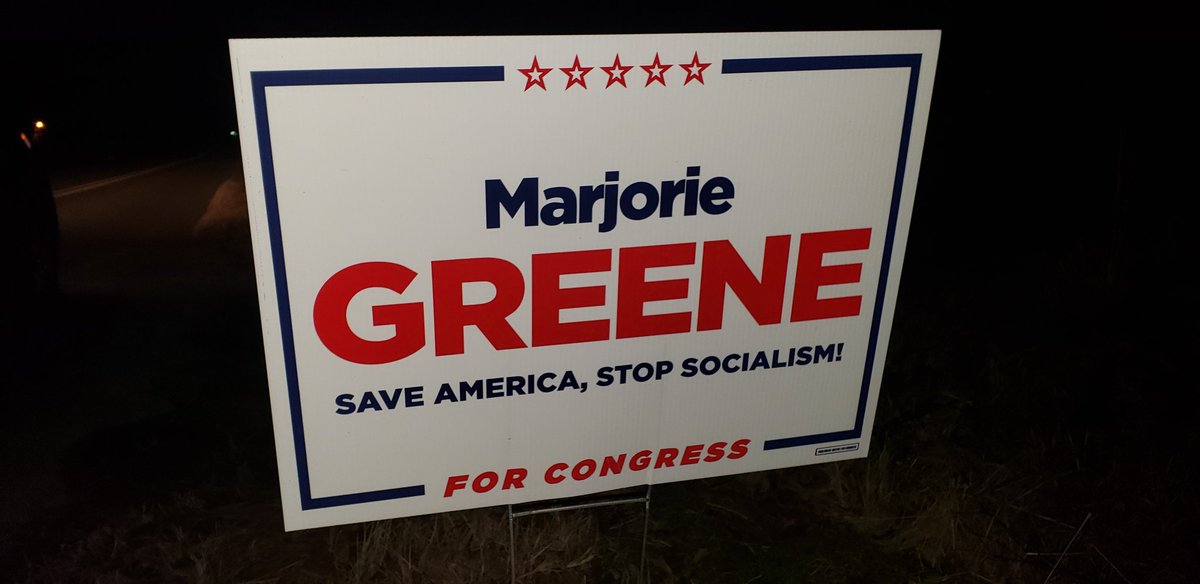 Marjorie
GREENE
SAVE AMERICA, STOP SOCIALISM!
FOR CONGRESS